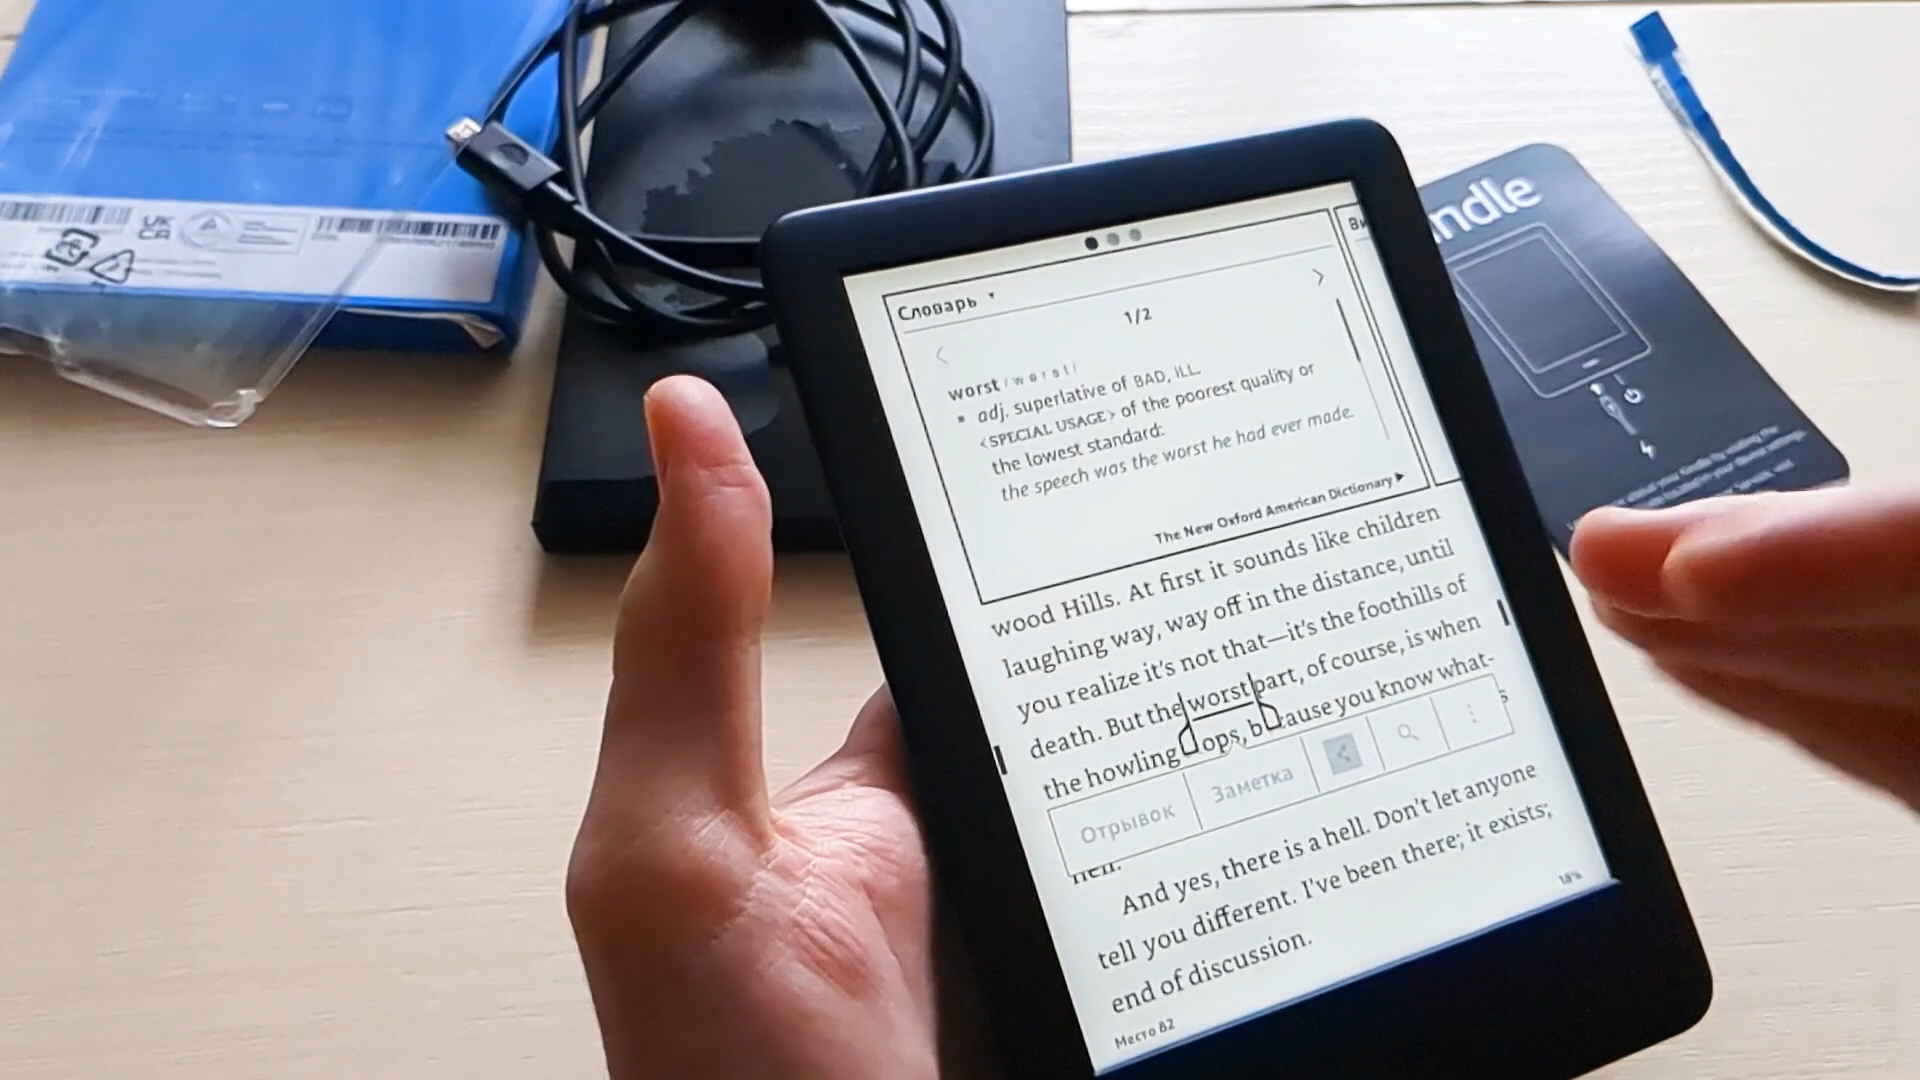 UK
CA
ndle
Словарь
Ви
1/2
worst /wərst/
▪ adj. superlative of BAD, ILL.
<SPECIAL USAGE> of the poorest quality or
the lowest standard:
the speech was the worst he had ever made.
The New Oxford American Dictionary ▶
wood Hills. At first it sounds like children
laughing way, way off in the distance, until
you realize it's not that—it's the foothills of
death. But the worst part, of course, is when
the howling ops, b cause you know what-
s
Отрывок
Заметка
hell.
And yes, there is a hell. Don't let anyone
tell you different. I've been there; it exists;
end of discussion.
Место 82
18%